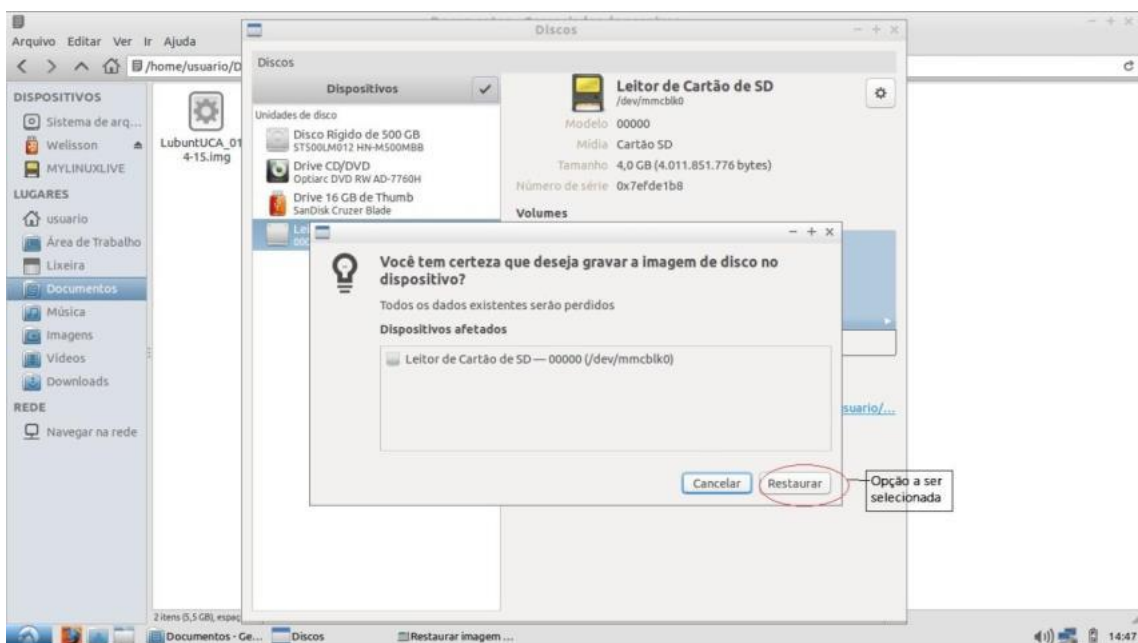 Discos
Arquivo Editar Ver Ir Ajuda
/home/usuario/D
DISPOSITIVOS
Sistema de arq...
Welisson
MYLINUXLIVE
LUGARES
usuario
Área de Trabalho
Lixeira
Documentos
Música
Imagens
Vídeos
Downloads
REDE
Navegar na rede
LubuntUCA_01
4-15.img
2 itens (5,5 GB), espaç
Discos
Dispositivos
Unidades de disco
Disco Rígido de 500 GB
ST500LM012 HN-M500MBB
Drive CD/DVD
Optiarc DVD RW AD-7760H
Drive 16 GB de Thumb
SanDisk Cruzer Blade
Lei
000
Leitor de Cartão de SD
/dev/mmcblk0
Modelo 00000
Mídia Cartão SD
Tamanho 4,0 GB (4.011.851.776 bytes)
Número de série 0x7efde1b8
Volumes
suario/...
Você tem certeza que deseja gravar a imagem de disco no
dispositivo?
Todos os dados existentes serão perdidos
Dispositivos afetados
Leitor de Cartão de SD — 00000 (/dev/mmcblk0)
Cancelar
Restaurar
Opção a ser
selecionada
Documentos - Ge...
Discos
Restaurar imagem ...
14:47